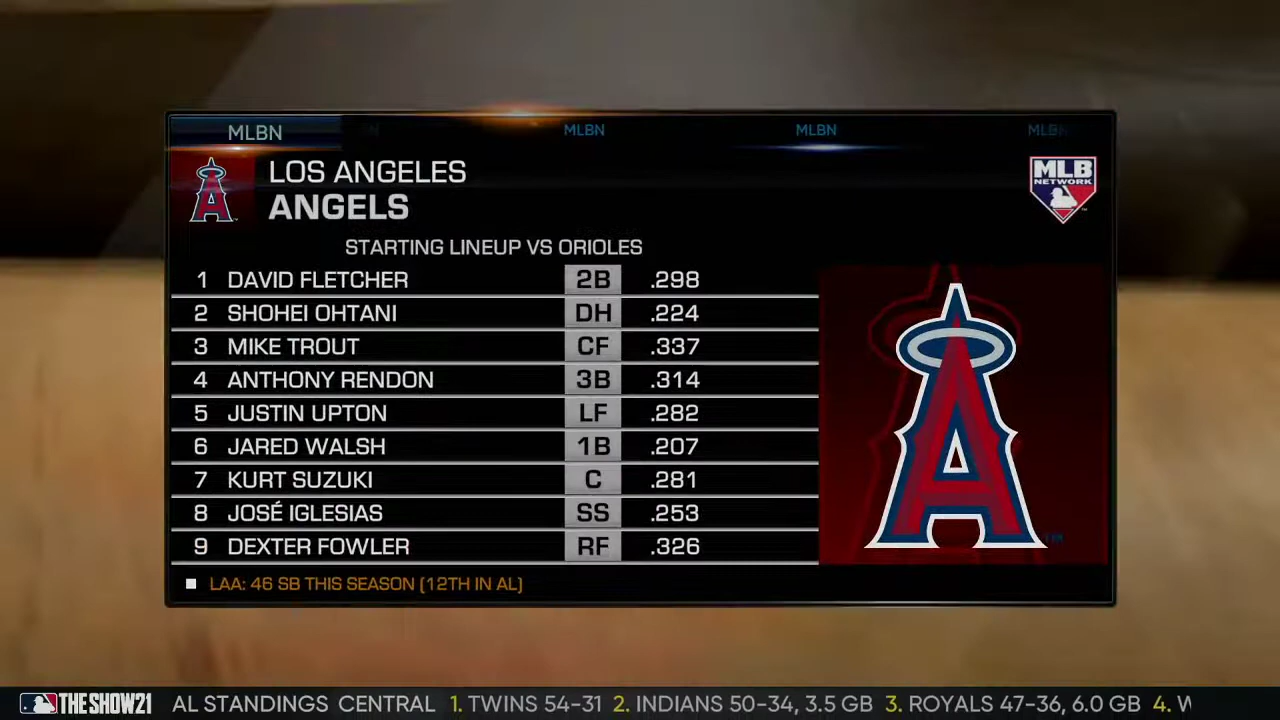 MLBN MLBN MLBN MLBN
LOS ANGELES
ANGELS
MLB
NETWORK
STARTING LINEUP VS ORIOLES
1 DAVID FLETCHER 2B .298
2 SHOHEI OHTANI DH .224
3 MIKE TROUT CF .337
4 ANTHONY RENDON 3B .314
5 JUSTIN UPTON LF .282
6 JARED WALSH 1B .207
7 KURT SUZUKI C .281
8 JOSÉ IGLESIAS SS .253
9 DEXTER FOWLER RF .326
A
TM
LAA: 46 SB THIS SEASON (12TH IN AL)
THE SHOW21 AL STANDINGS CENTRAL 1. TWINS 54-31 2. INDIANS 50-34, 3.5 GB 3. ROYALS 47-36, 6.0 GB 4.